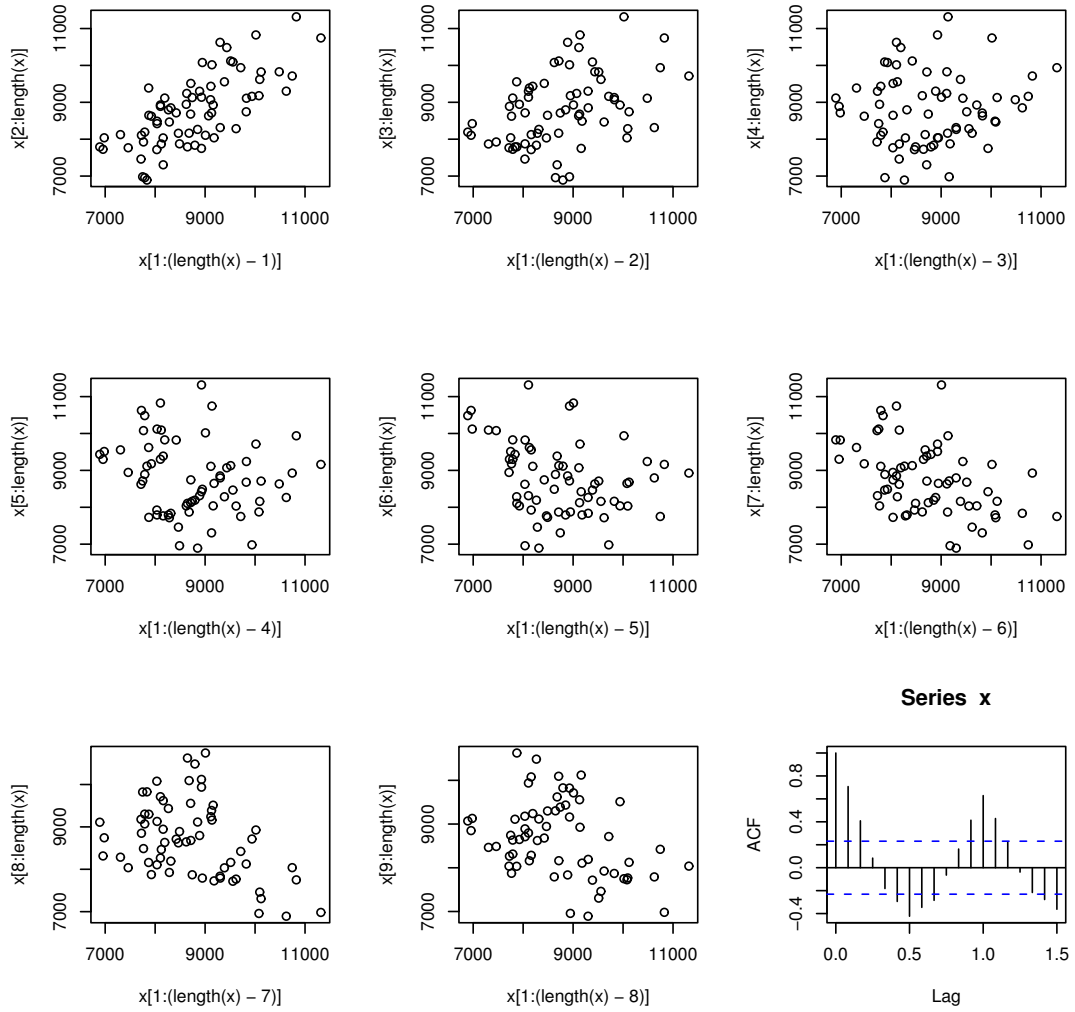 7000 9000 11000
x[2:length(x)]
7000 9000 11000
x[1:(length(x) − 1)]
7000 9000 11000
x[3:length(x)]
7000 9000 11000
x[1:(length(x) − 2)]
7000 9000 11000
x[4:length(x)]
7000 9000 11000
x[1:(length(x) − 3)]
7000 9000 11000
x[5:length(x)]
7000 9000 11000
x[1:(length(x) − 4)]
7000 9000 11000
x[6:length(x)]
7000 9000 11000
x[1:(length(x) − 5)]
7000 9000 11000
x[7:length(x)]
7000 9000 11000
x[1:(length(x) − 6)]
7000 9000
x[8:length(x)]
7000 9000 11000
x[1:(length(x) − 7)]
7000 9000
x[9:length(x)]
7000 9000 11000
x[1:(length(x) − 8)]
Series x
−0.4 0.0 0.4 0.8
ACF
0.0 0.5 1.0 1.5
Lag